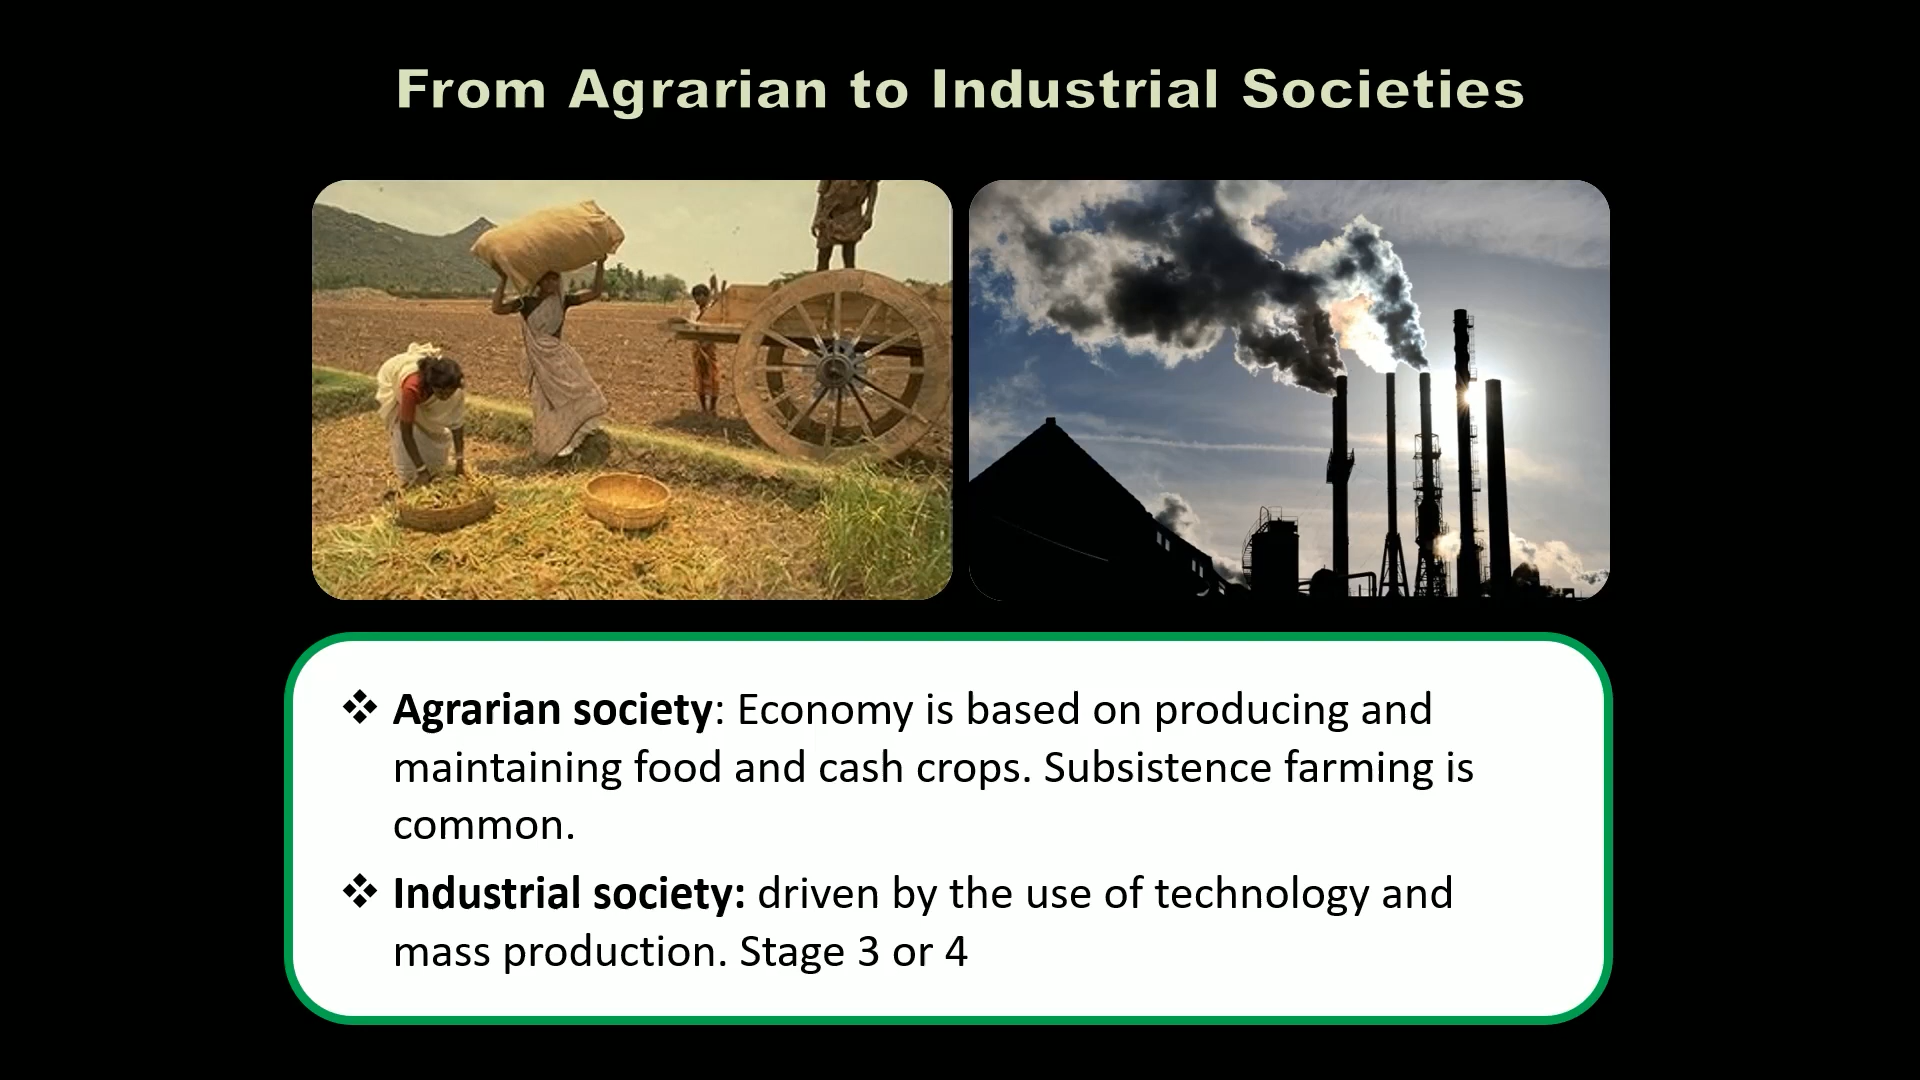 From Agrarian to Industrial Societies
❖ Agrarian society: Economy is based on producing and
maintaining food and cash crops. Subsistence farming is
common.
❖ Industrial society: driven by the use of technology and
mass production. Stage 3 or 4